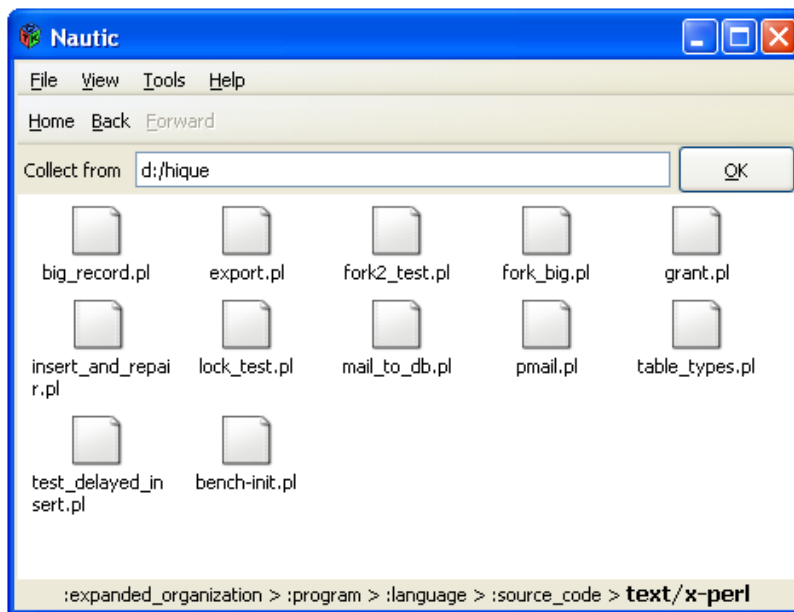 Nautic
File View Tools Help
Home Back Forward
Collect from d:/hique OK
big_record.pl export.pl fork2_test.pl fork_big.pl grant.pl
insert_and_repai
r.pl lock_test.pl mail_to_db.pl pmail.pl table_types.pl
test_delayed_in
sert.pl bench-init.pl
:expanded_organization > :program > :language > :source_code > text/x-perl